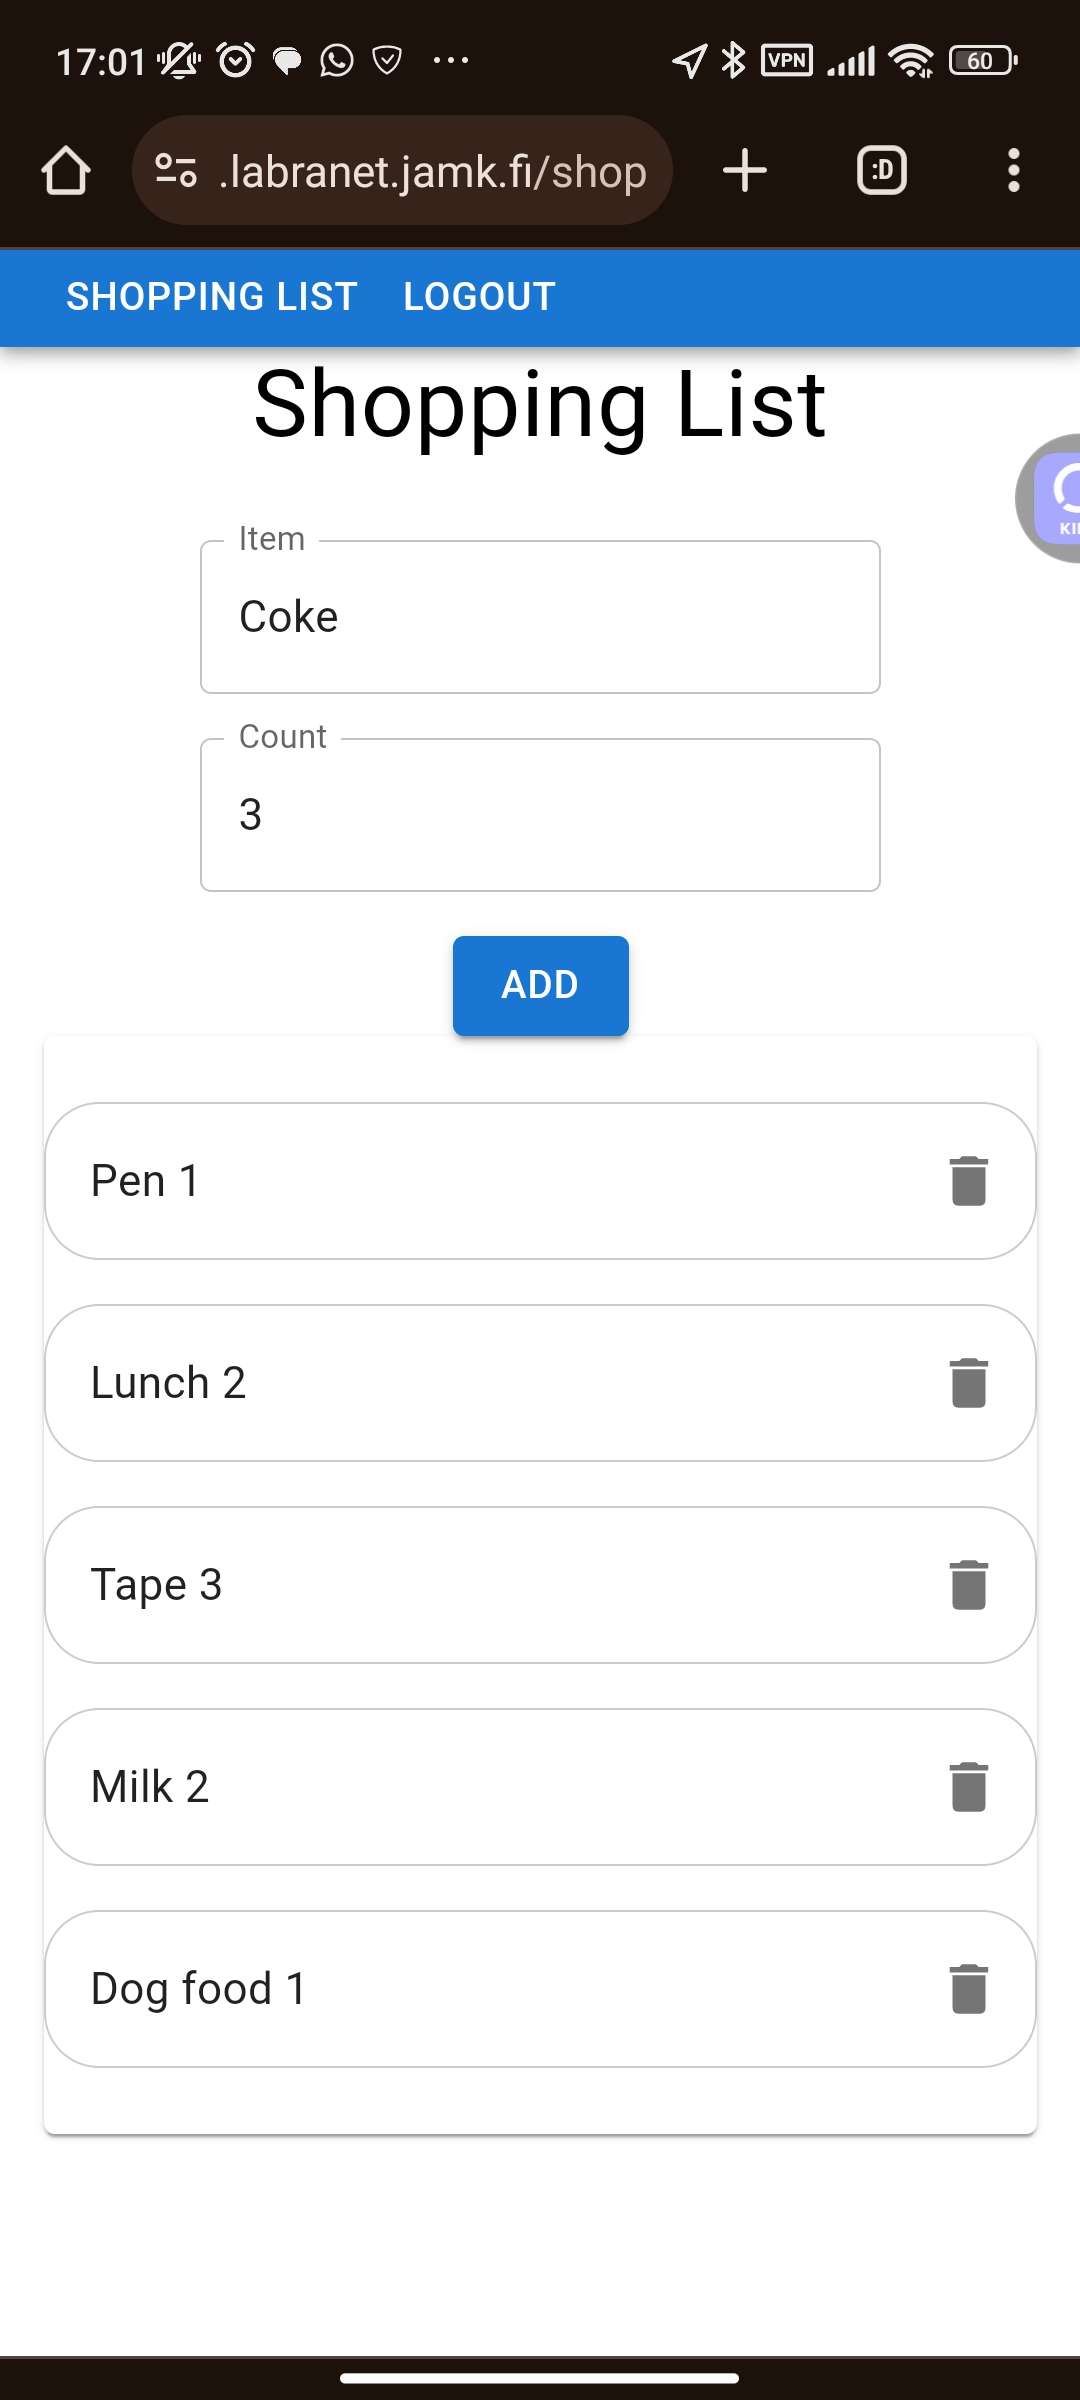 17:01 VPN 60
.labranet.jamk.fi/shop :D
SHOPPING LIST LOGOUT
Shopping List
Item
Coke
Count
3
ADD
Pen 1
Lunch 2
Tape 3
Milk 2
Dog food 1